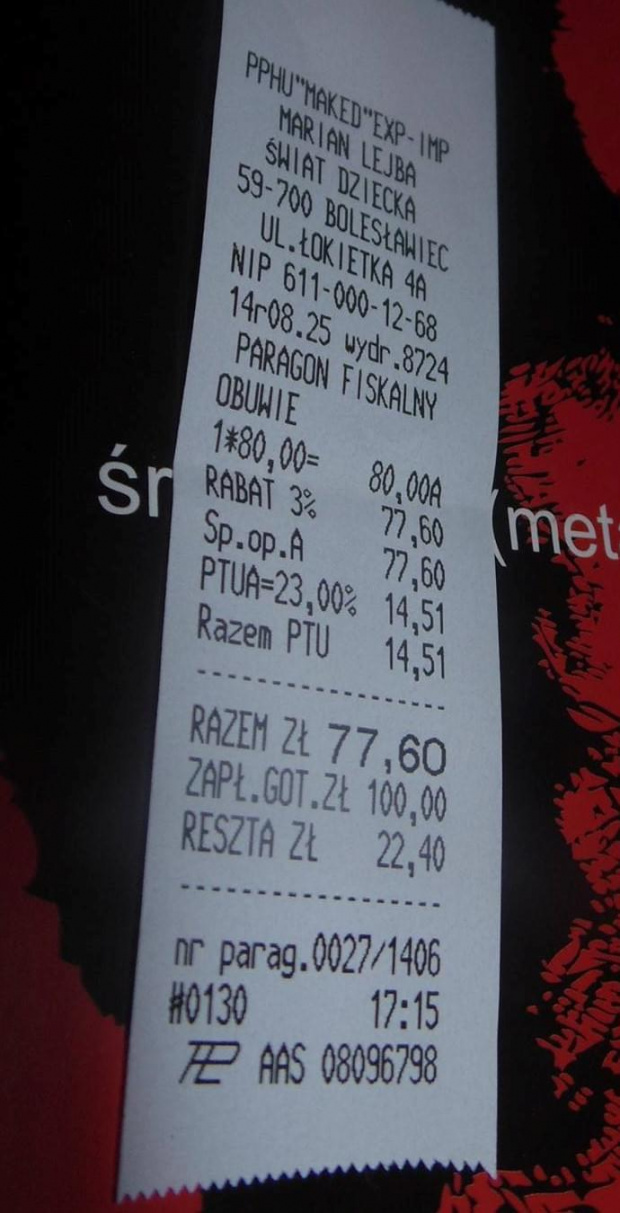 PPHU"MAKED"EXP-IMP
MARIAN LEJBA
ŚWIAT DZIECKA
59-700 BOLESŁAWIEC
UL.ŁOKIETKA 4A
NIP 611-000-12-68
14r08.25 wydr.8724
PARAGON FISKALNY
OBUWIE
1*80,00= 80,00A
RABAT 3% 77,60
Sp.op.A 77,60
PTUA=23,00% 14,51
Razem PTU 14,51
RAZEM ZŁ 77,60
ZAPŁ.GOT.ZŁ 100,00
RESZTA ZŁ 22,40
nr parag.0027/1406
#0130 17:15
AAS 08096798
śr (met